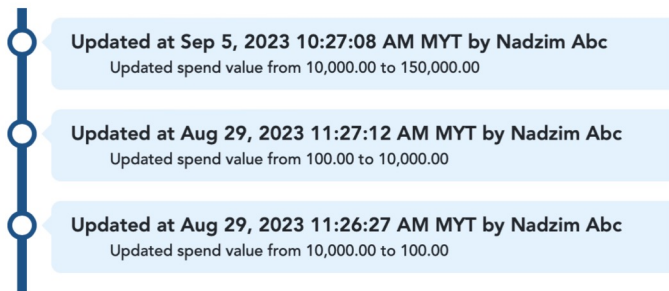 Updated at Sep 5, 2023 10:27:08 AM MYT by Nadzim Abc
Updated spend value from 10,000.00 to 150,000.00
Updated at Aug 29, 2023 11:27:12 AM MYT by Nadzim Abc
Updated spend value from 100.00 to 10,000.00
Updated at Aug 29, 2023 11:26:27 AM MYT by Nadzim Abc
Updated spend value from 10,000.00 to 100.00